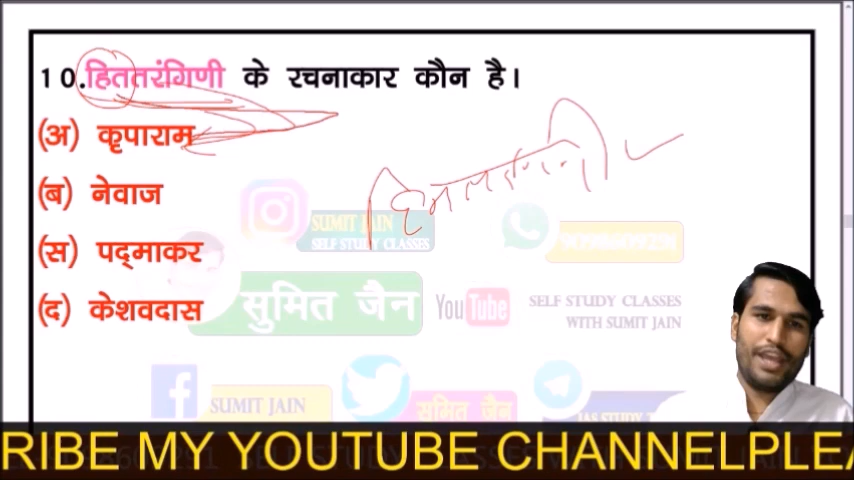 10. हिततरंगिणी के रचनाकार कौन है।
(अ) कृपाराम
(ब) नेवाज
(स) पद्माकर
(द) केशवदास
SUMIT JAIN
SELF STUDY CLASSES
सुमित जैन
YouTube
SELF STUDY CLASSES
WITH SUMIT JAIN
SUMIT JAIN
सुमित जैन
RIBE MY YOUTUBE CHANNELPLEA